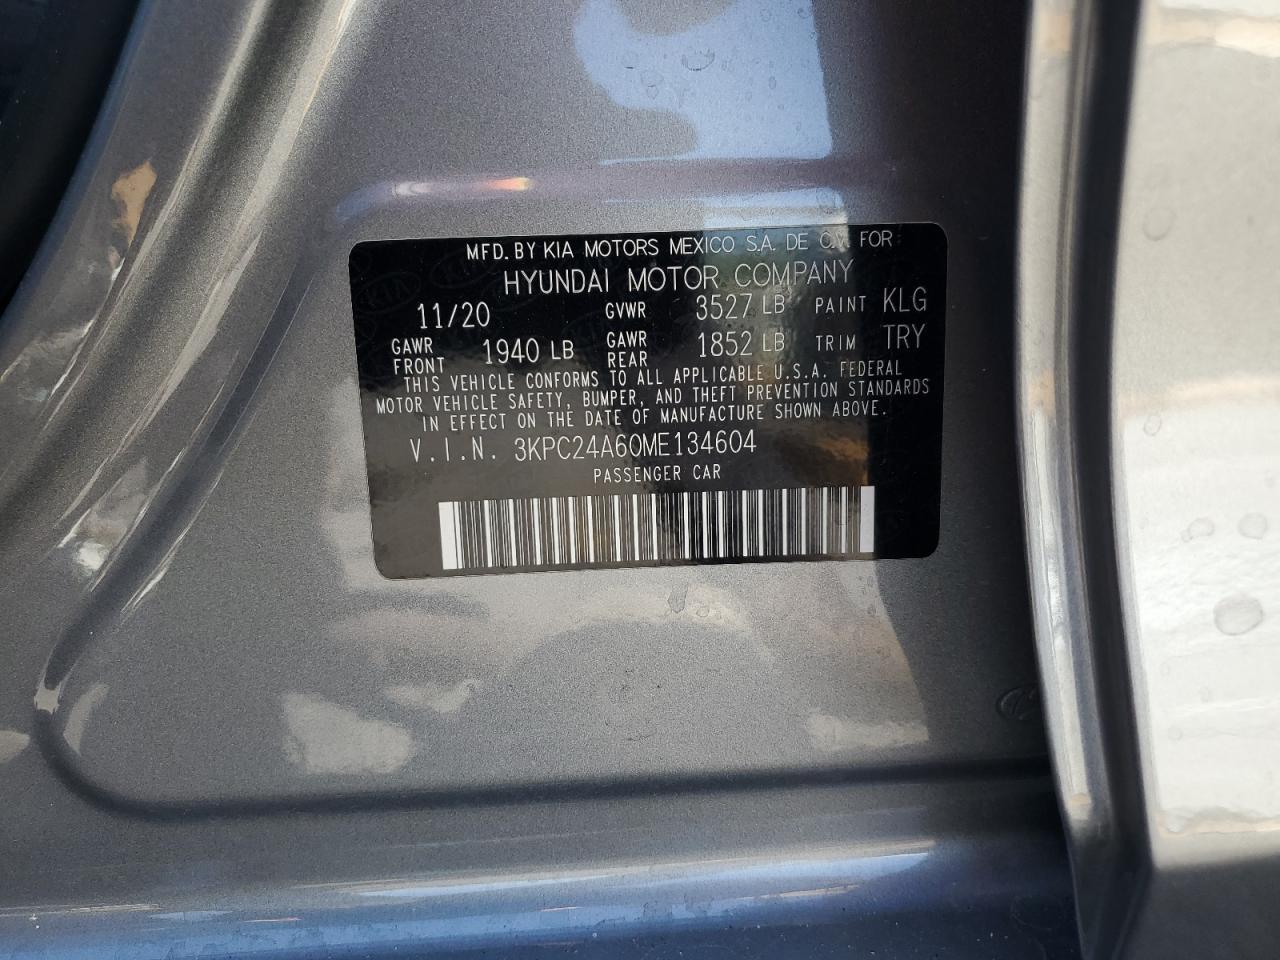 MFD. BY KIA MOTORS MEXICO S.A. DE C.V. FOR
HYUNDAI MOTOR COMPANY
11/20 GVWR 3527 LB PAINT KLG
GAWR FRONT 1940 LB GAWR REAR 1852 LB TRIM TRY
THIS VEHICLE CONFORMS TO ALL APPLICABLE U.S.A. FEDERAL
MOTOR VEHICLE SAFETY, BUMPER, AND THEFT PREVENTION STANDARDS
IN EFFECT ON THE DATE OF MANUFACTURE SHOWN ABOVE.
V.I.N. 3KPC24A60ME134604
PASSENGER CAR